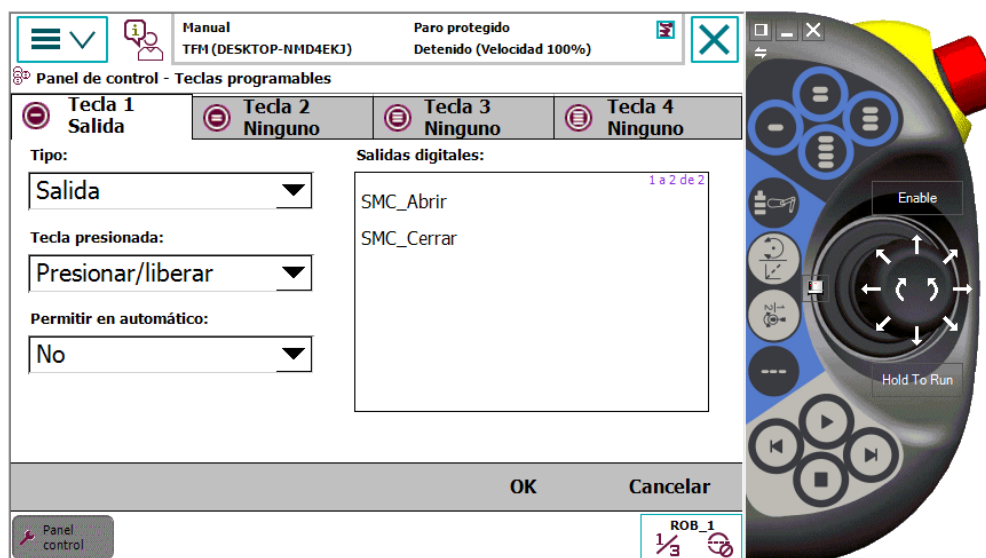 Manual
TFM (DESKTOP-NMD4EKJ)
Paro protegido
Detenido (Velocidad 100%)
Panel de control - Teclas programables
Tecla 1
Salida
Tecla 2
Ninguno
Tecla 3
Ninguno
Tecla 4
Ninguno
Tipo:
Salida
Tecla presionada:
Presionar/liberar
Permitir en automático:
No
Salidas digitales:
1 a 2 de 2
SMC_Abrir
SMC_Cerrar
OK
Cancelar
Panel
control
ROB_1
1/3
Enable
Hold To Run